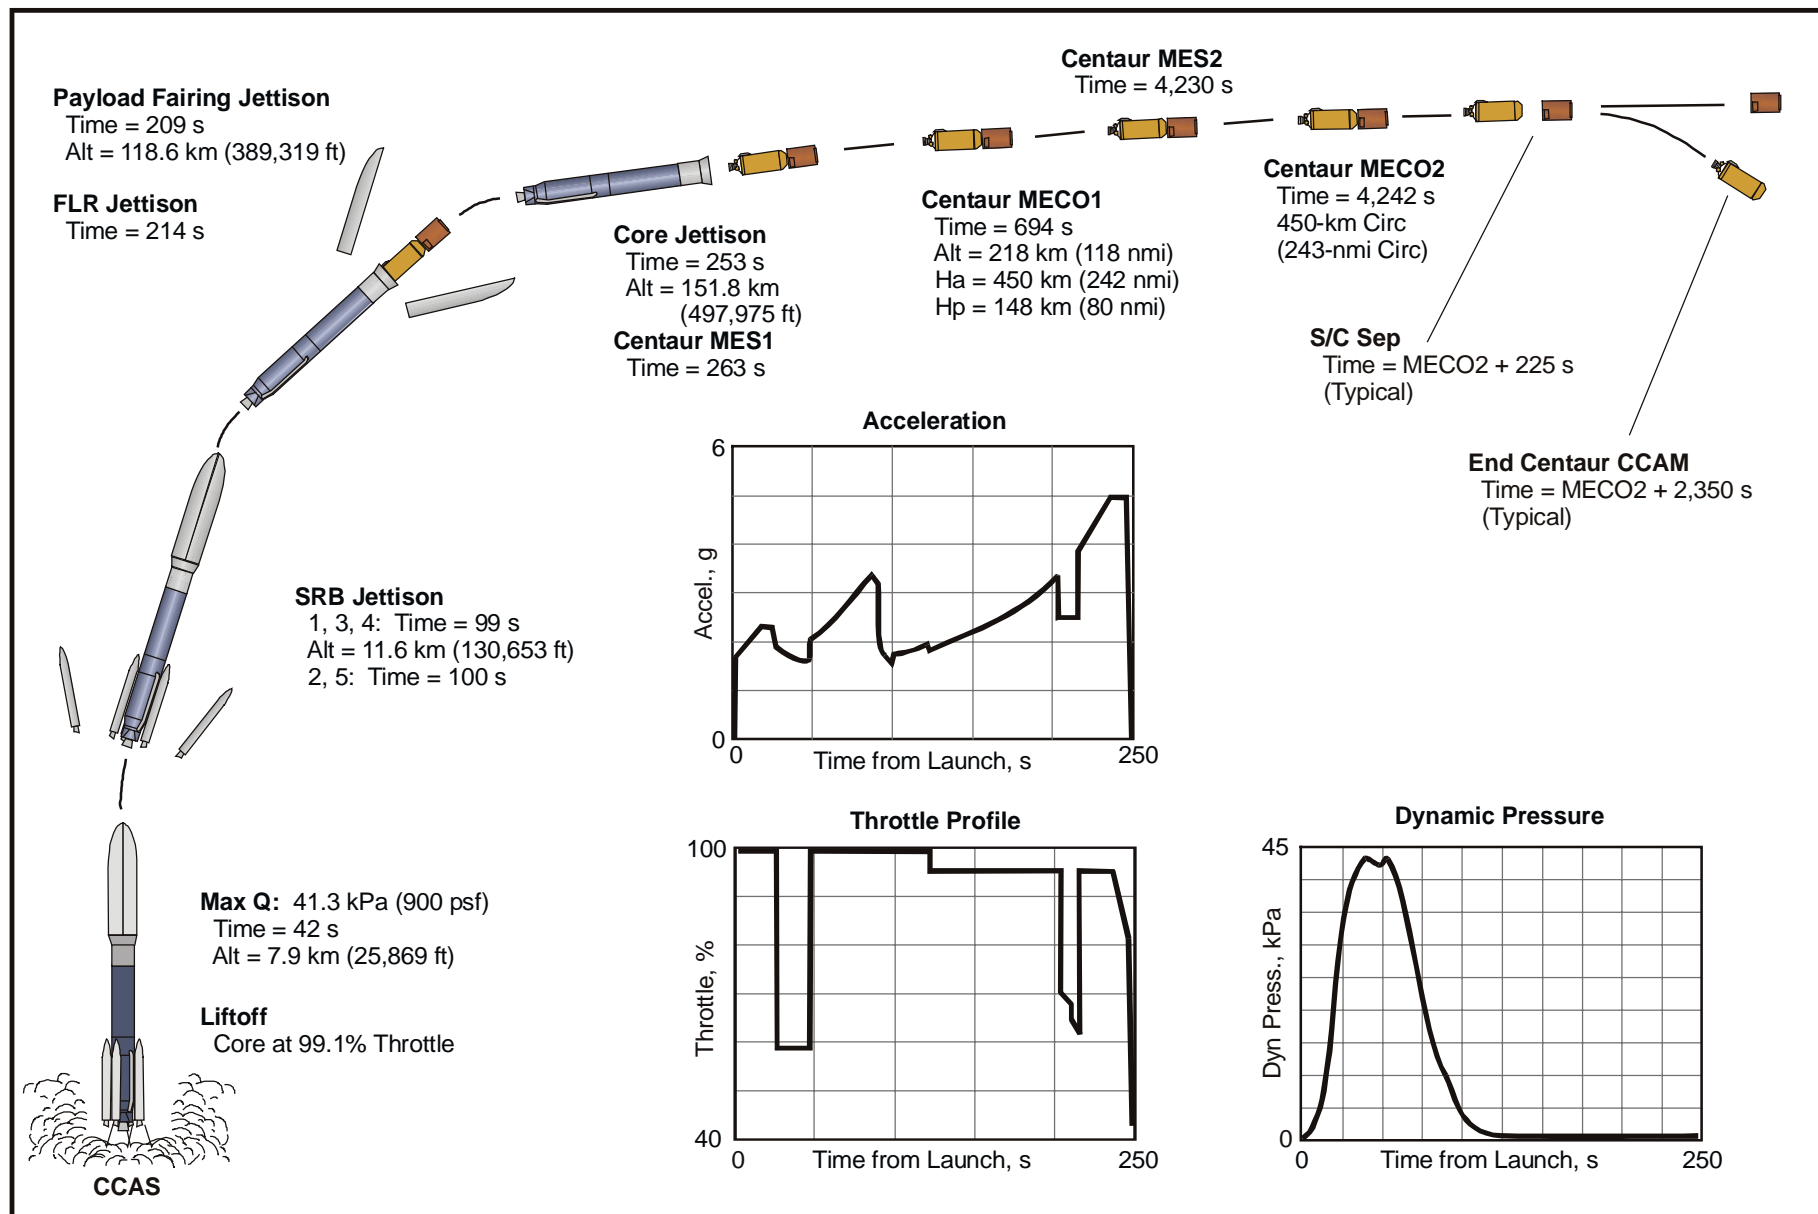 Payload Fairing Jettison
Time = 209 s
Alt = 118.6 km (389,319 ft)
FLR Jettison
Time = 214 s
Core Jettison
Time = 253 s
Alt = 151.8 km
(497,975 ft)
Centaur MES1
Time = 263 s
Centaur MECO1
Time = 694 s
Alt = 218 km (118 nmi)
Ha = 450 km (242 nmi)
Hp = 148 km (80 nmi)
Centaur MES2
Time = 4,230 s
Centaur MECO2
Time = 4,242 s
450-km Circ
(243-nmi Circ)
S/C Sep
Time = MECO2 + 225 s
(Typical)
End Centaur CCAM
Time = MECO2 + 2,350 s
(Typical)
SRB Jettison
1, 3, 4: Time = 99 s
Alt = 11.6 km (130,653 ft)
2, 5: Time = 100 s
Max Q: 41.3 kPa (900 psf)
Time = 42 s
Alt = 7.9 km (25,869 ft)
Liftoff
Core at 99.1% Throttle
CCAS
Acceleration
6
Accel., g
0
0
250
Time from Launch, s
Throttle Profile
100
Throttle, %
40
0
Time from Launch, s
250
Dynamic Pressure
45
Dyn Press., kPa
0
0
Time from Launch, s
250